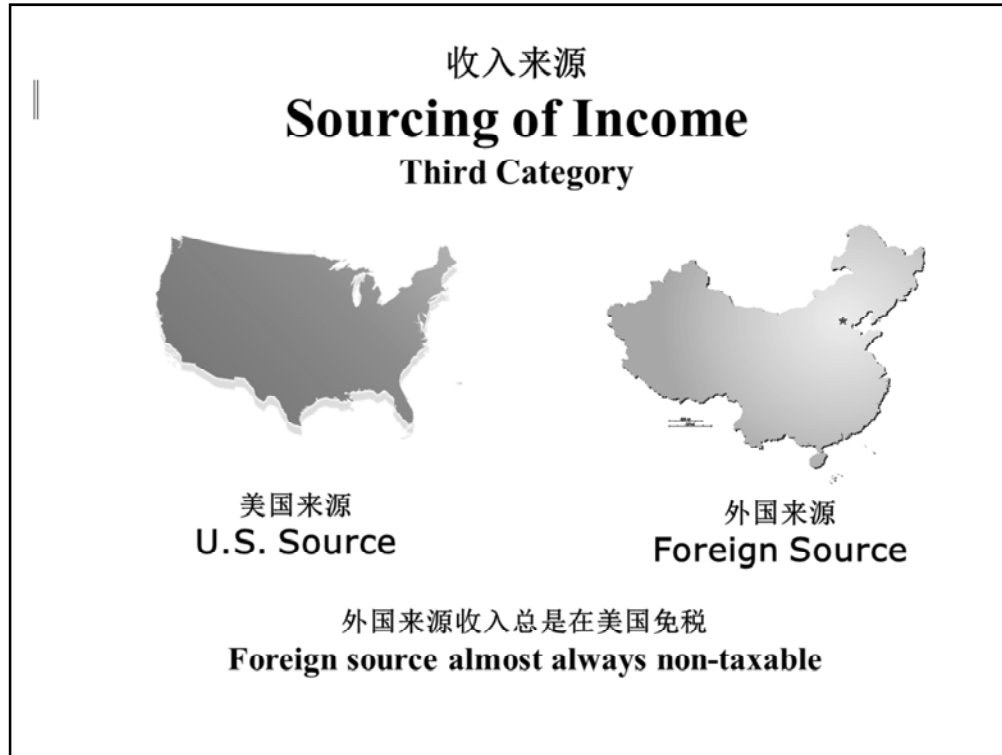 收入来源
Sourcing of Income
Third Category
美国来源
U.S. Source
外国来源
Foreign Source
外国来源收入总是在美国免税
Foreign source almost always non-taxable